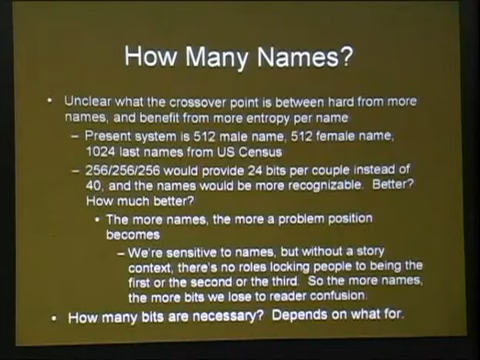 How Many Names?
• Unclear what the crossover point is between hard from more
names, and benefit from more entropy per name
– Present system is 512 male name, 512 female name,
1024 last names from US Census
– 256/256/256 would provide 24 bits per couple instead of
40, and the names would be more recognizable. Better?
How much better?
• The more names, the more a problem position
becomes
– We're sensitive to names, but without a story
context, there's no roles locking people to being the
first or the second or the third. So the more names,
the more bits we lose to reader confusion.
• How many bits are necessary? Depends on what for.